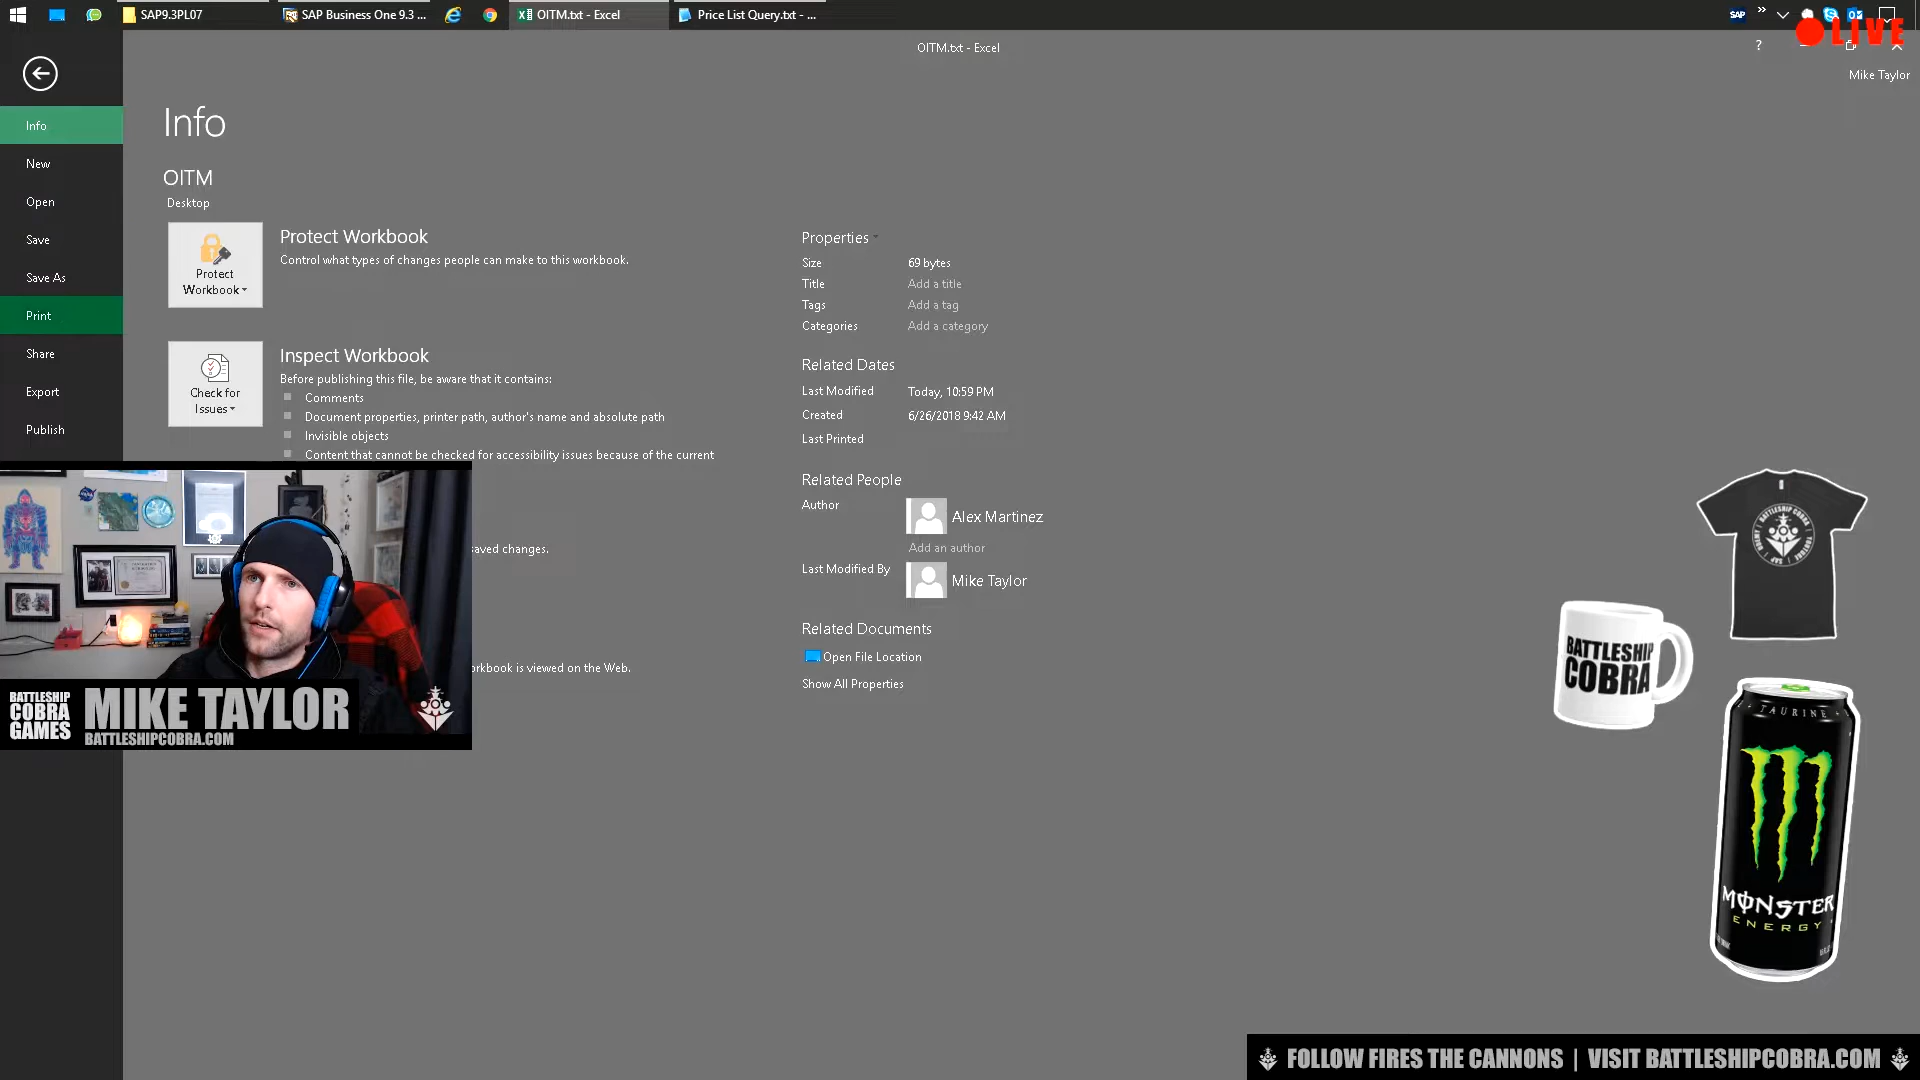 SAP9.3PL07
SAP Business One 9.3 ...
OITM.txt - Excel
Price List Query.txt - ...
SAP
LIVE
OITM.txt - Excel
?
Mike Taylor
Info
New
Open
Save
Save As
Print
Share
Export
Publish
Info
OITM
Desktop
Protect Workbook
Protect Workbook
Control what types of changes people can make to this workbook.
Check for Issues
Inspect Workbook
Before publishing this file, be aware that it contains:
Comments
Document properties, printer path, author's name and absolute path
Invisible objects
Content that cannot be checked for accessibility issues because of the current
saved changes.
workbook is viewed on the Web.
Properties
Size 69 bytes
Title Add a title
Tags Add a tag
Categories Add a category
Related Dates
Last Modified Today, 10:59 PM
Created 6/26/2018 9:42 AM
Last Printed
Related People
Author Alex Martinez
Add an author
Last Modified By Mike Taylor
Related Documents
Open File Location
Show All Properties
BATTLESHIP
COBRA
GAMES
MIKE TAYLOR
BATTLESHIPCOBRA.COM
BATTLESHIP COBRA
BATTLESHIP
COBRA
TAURINE
MONSTER
ENERGY
FOLLOW FIRES THE CANNONS | VISIT BATTLESHIPCOBRA.COM